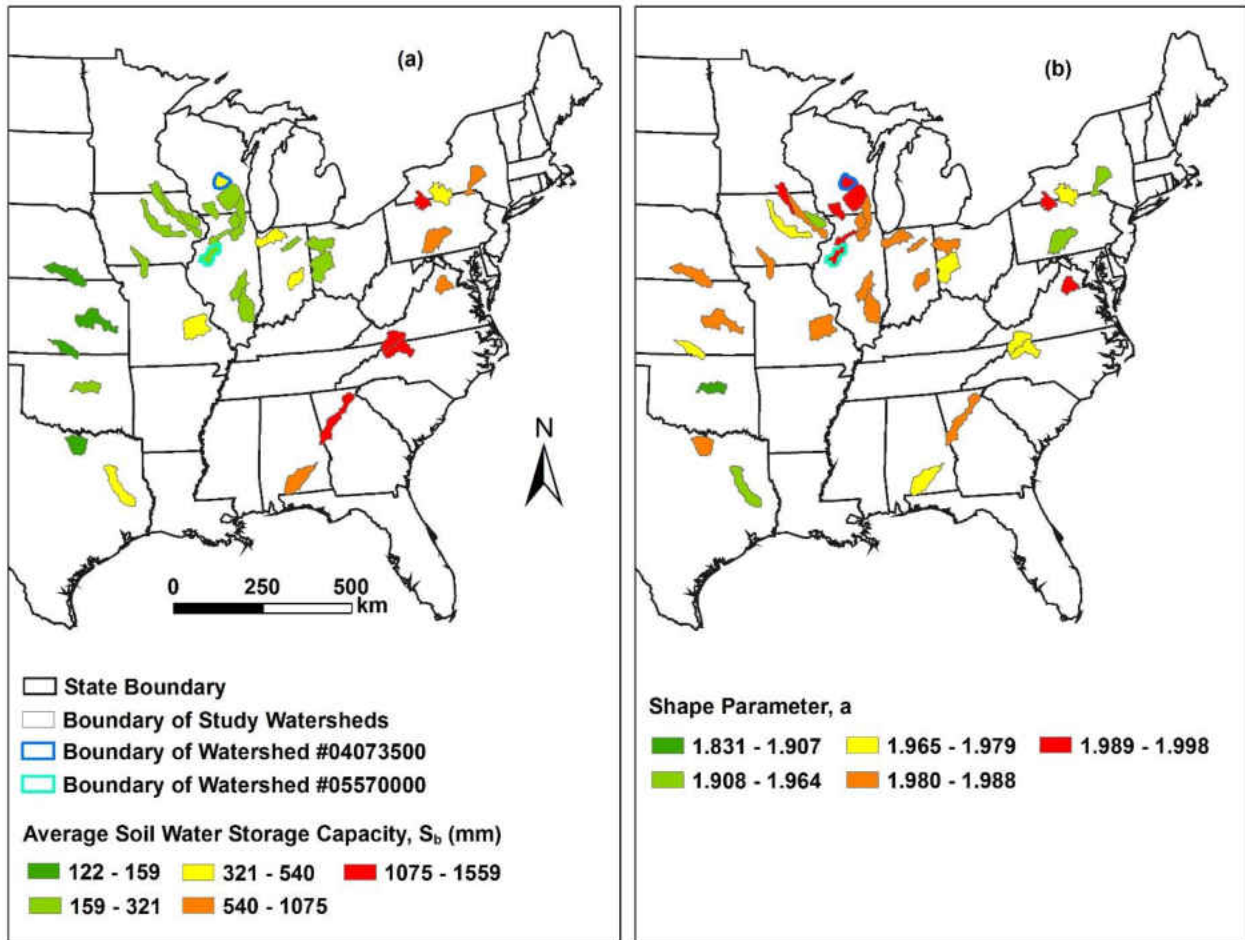 (a)
N
0 250 500
km
State Boundary
Boundary of Study Watersheds
Boundary of Watershed #04073500
Boundary of Watershed #05570000
Average Soil Water Storage Capacity, S_b (mm)
122 - 159 321 - 540 1075 - 1559
159 - 321 540 - 1075
(b)
Shape Parameter, a
1.831 - 1.907 1.965 - 1.979 1.989 - 1.998
1.908 - 1.964 1.980 - 1.988